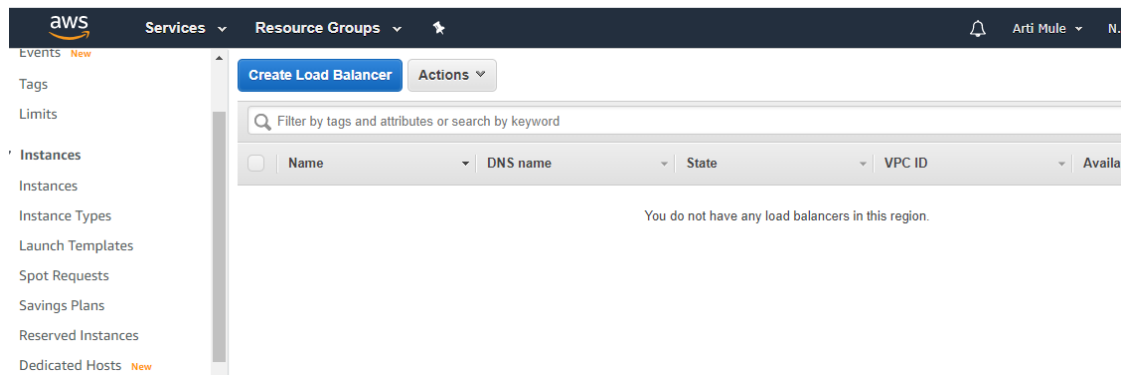 aws Services Resource Groups Arti Mule N.
Events New
Tags
Limits
Instances
Instances
Instance Types
Launch Templates
Spot Requests
Savings Plans
Reserved Instances
Dedicated Hosts New
Create Load Balancer Actions
Filter by tags and attributes or search by keyword
Name DNS name State VPC ID Availa
You do not have any load balancers in this region.